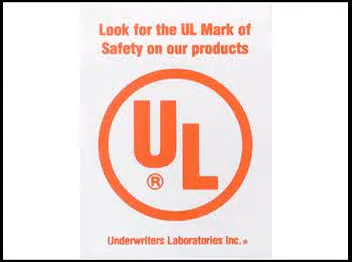 Look for the UL Mark of
Safety on our products
UL
®
Underwriters Laboratories Inc.®